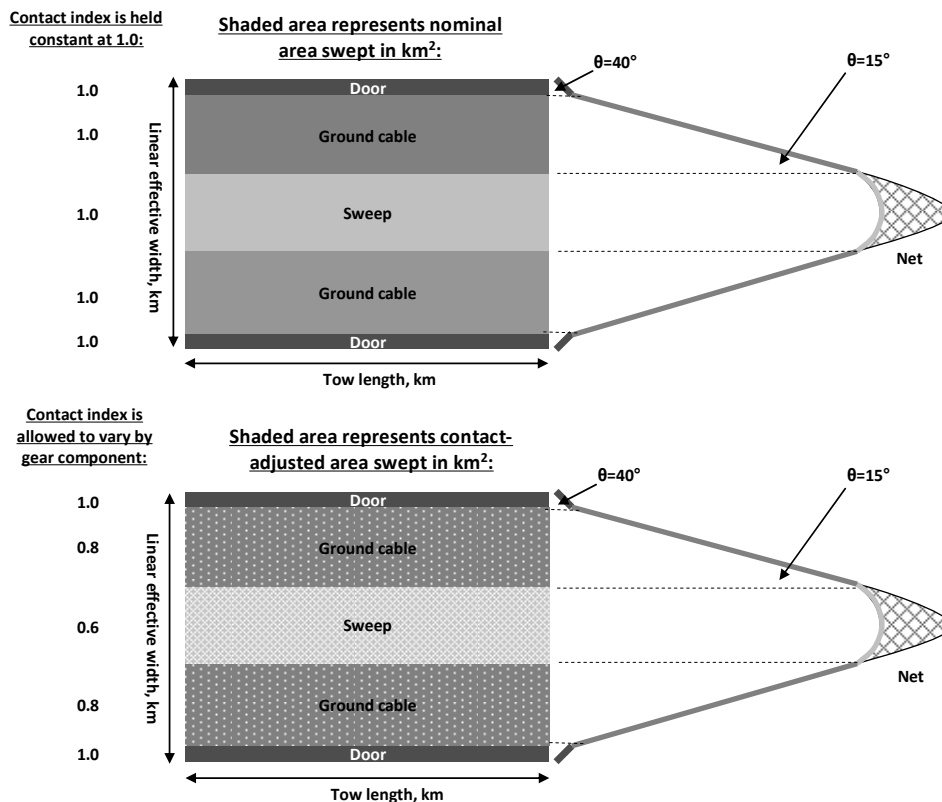 Contact index is held
constant at 1.0:
Shaded area represents nominal
area swept in km²:
θ=40°
θ=15°
1.0
Door
1.0
Ground cable
Linear effective width, km
1.0
Sweep
Net
1.0
Ground cable
1.0
Door
Tow length, km
Contact index is
allowed to vary by
gear component:
Shaded area represents contact-
adjusted area swept in km²:
θ=40°
θ=15°
1.0
Door
0.8
Ground cable
Linear effective width, km
0.6
Sweep
Net
0.8
Ground cable
1.0
Door
Tow length, km